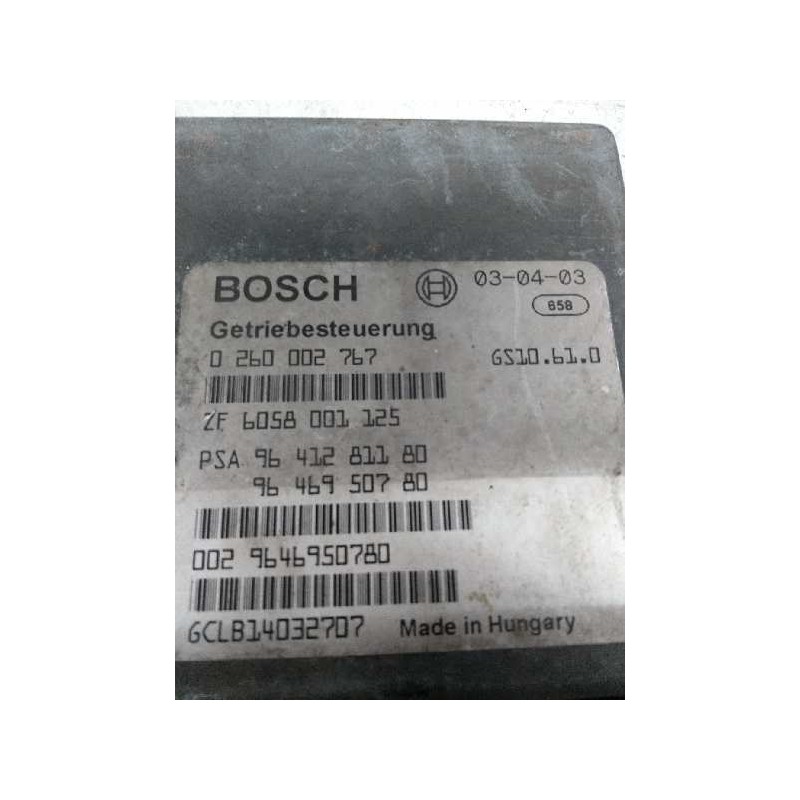 BOSCH 03-04-03
658
Getriebesteuerung
0 260 002 767 GS10.61.0
ZF 6058 001 125
PSA 96 412 811 80
96 469 507 80
002 9646950780
GCLB14032707 Made in Hungary